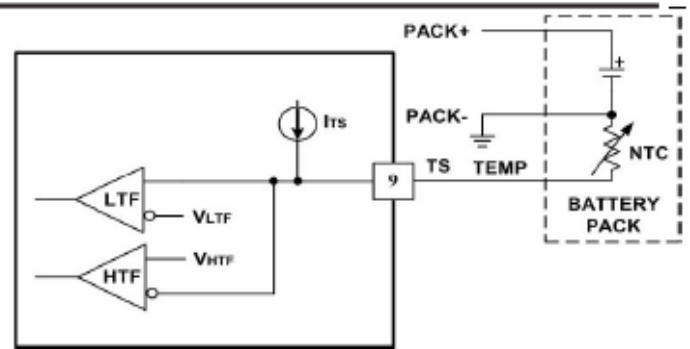 PACK+
ITS
PACK-
NTC
9
TS
TEMP
LTF
VLTF
BATTERY
PACK
HTF
VHTF